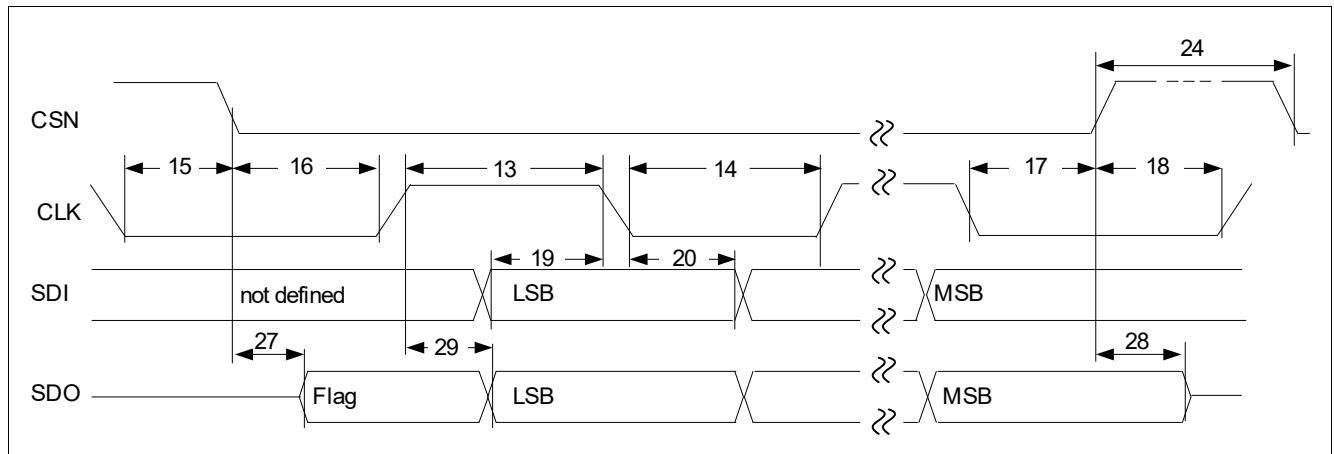 24
CSN
15 16 13 14 17 18
CLK
19 20
SDI not defined LSB MSB
27 29 28
SDO Flag LSB MSB